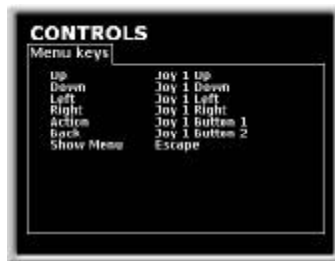 CONTROLS
Menu keys
Up Joy 1 Up
Down Joy 1 Down
Left Joy 1 Left
Right Joy 1 Right
Action Joy 1 Button 1
Back Joy 1 Button 2
Show Menu Escape